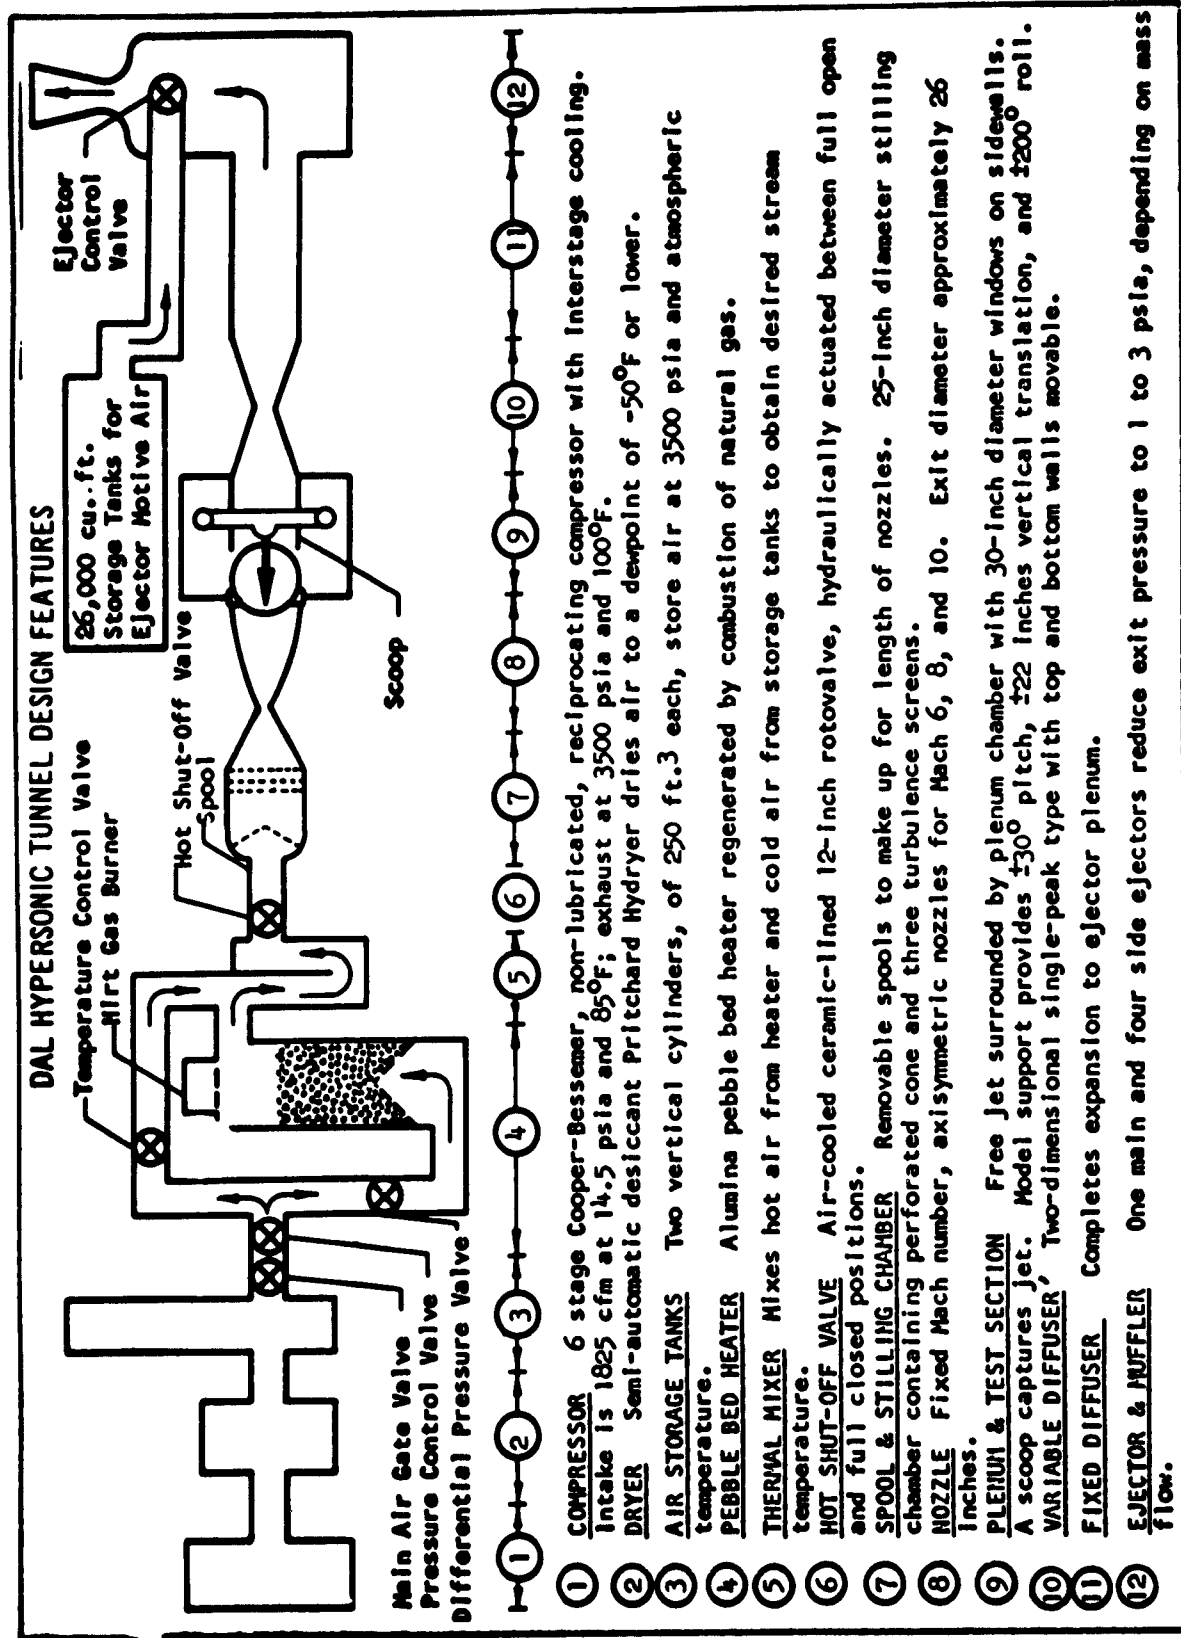 DAL HYPERSONIC TUNNEL DESIGN FEATURES
Temperature Control Valve
Hirt Gas Burner
Hot Shut-Off Valve
Spool
26,000 cu..ft.
Storage Tanks for
Ejector Motive Air
Ejector
Control
Valve
Main Air Gate Valve
Pressure Control Valve
Differential Pressure Valve
Scoop
1 2 3 4 5 6 7 8 9 10 11 12
1 COMPRESSOR 6 stage Cooper-Bessemer, non-lubricated, reciprocating compressor with interstage cooling.
Intake is 1825 cfm at 14.5 psia and 85°F; exhaust at 3500 psia and 100°F.
2 DRYER Semi-automatic desiccant Pritchard Hydryer dries air to a dewpoint of -50°F or lower.
3 AIR STORAGE TANKS Two vertical cylinders, of 250 ft.3 each, store air at 3500 psia and atmospheric
temperature.
4 PEBBLE BED HEATER Alumina pebble bed heater regenerated by combustion of natural gas.
5 THERMAL MIXER Mixes hot air from heater and cold air from storage tanks to obtain desired stream
temperature.
6 HOT SHUT-OFF VALVE Air-cooled ceramic-lined 12-inch rotovalve, hydraulically actuated between full open
and full closed positions.
7 SPOOL & STILLING CHAMBER Removable spools to make up for length of nozzles. 25-inch diameter stilling
chamber containing perforated cone and three turbulence screens.
8 NOZZLE Fixed Mach number, axisymmetric nozzles for Mach 6, 8, and 10. Exit diameter approximately 26
inches.
9 PLENUM & TEST SECTION Free jet surrounded by plenum chamber with 30-inch diameter windows on sidewalls.
A scoop captures jet. Model support provides ±30° pitch, ±22 inches vertical translation, and ±200° roll.
10 VARIABLE DIFFUSER' Two-dimensional single-peak type with top and bottom walls movable.
11 FIXED DIFFUSER Completes expansion to ejector plenum.
12 EJECTOR & MUFFLER One main and four side ejectors reduce exit pressure to 1 to 3 psia, depending on mass
flow.